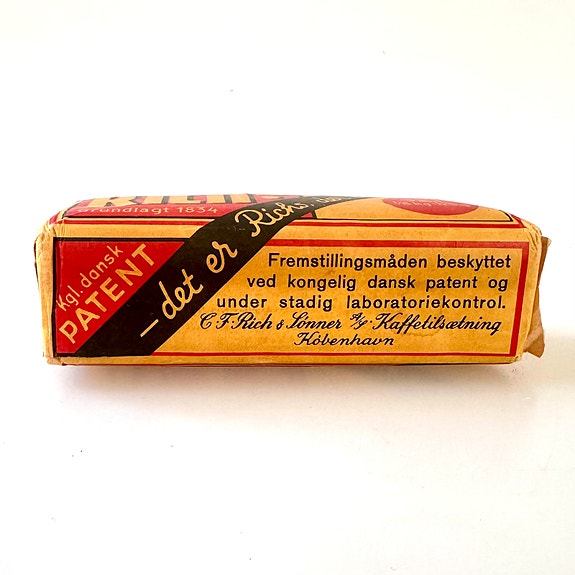 RICH'S
Grundlagt 1834
Kgl. dansk
PATENT
— det er Richs,
Fremstillingsmåden beskyttet
ved kongelig dansk patent og
under stadig laboratoriekontrol.
C. F. Rich & Sønner A/S Kaffetilsætning
København